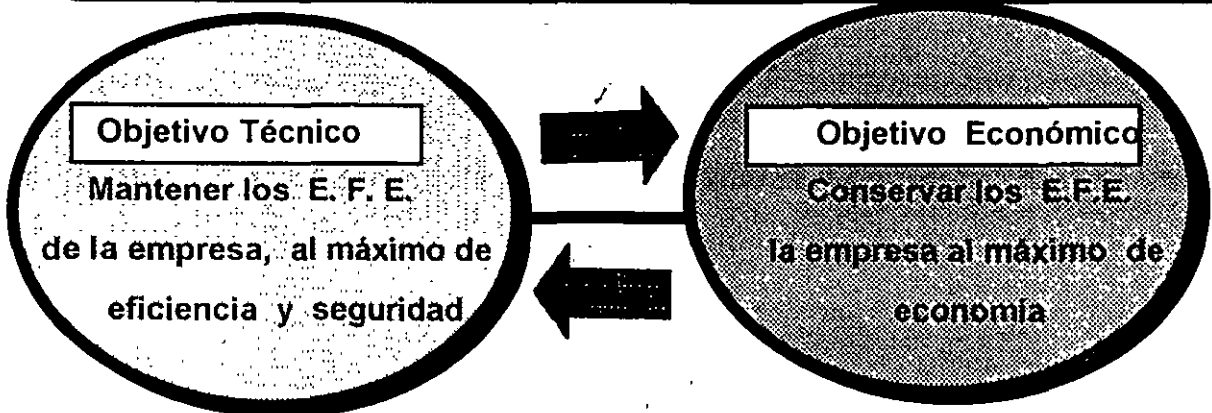 Objetivo Técnico
Mantener los E. F. E.
de la empresa, al máximo de
eficiencia y seguridad
Objetivo Económico
Conservar los E.F.E.
la empresa al máximo de
economía